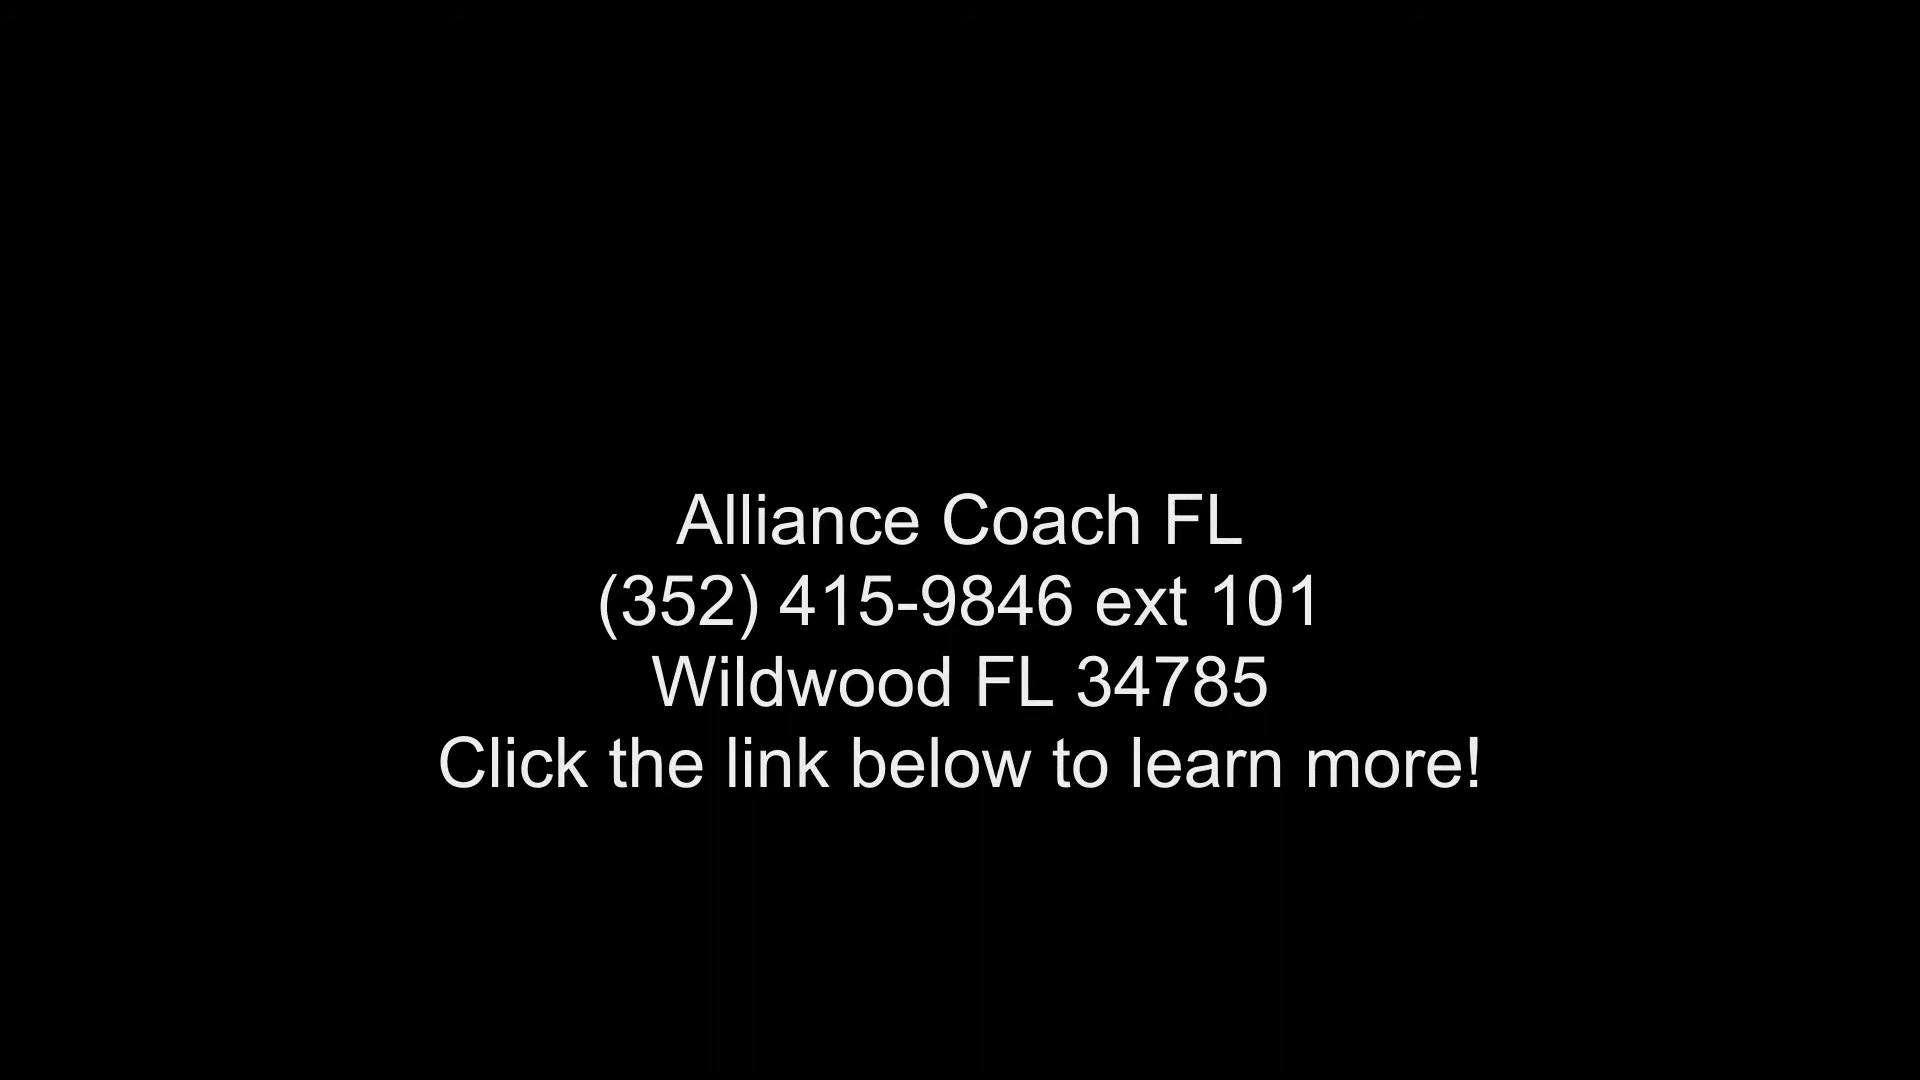 Alliance Coach FL
(352) 415-9846 ext 101
Wildwood FL 34785
Click the link below to learn more!